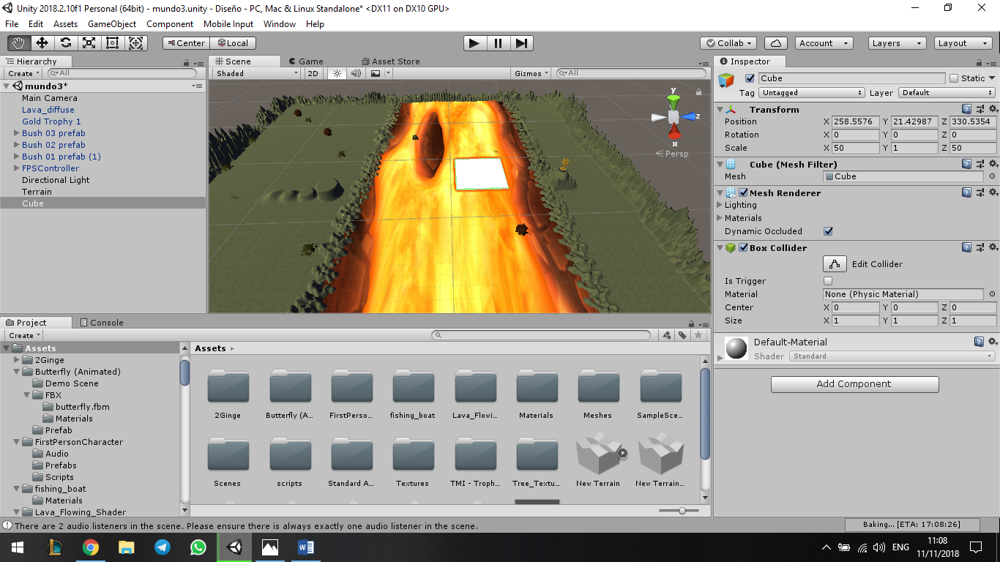 Unity 2018.2.10f1 Personal (64bit) - mundo3.unity - Diseño - PC, Mac & Linux Standalone* <DX11 on DX10 GPU>
File Edit Assets GameObject Component Mobile Input Window Help
Center Local Collab Account Layers Layout
Hierarchy
Create All
mundo3*
Main Camera
Lava_diffuse
Gold Trophy 1
Bush 03 prefab
Bush 02 prefab
Bush 01 prefab (1)
FPSController
Directional Light
Terrain
Cube
Scene Game Asset Store
Shaded 2D Gizmos All
y
z
x
Persp
Inspector
Cube Static
Tag Untagged Layer Default
Transform
Position X 258.5576 Y 21.42987 Z 330.5354
Rotation X 0 Y 0 Z 0
Scale X 50 Y 1 Z 50
Cube (Mesh Filter)
Mesh Cube
Mesh Renderer
Lighting
Materials
Dynamic Occluded
Box Collider
Edit Collider
Is Trigger
Material None (Physic Material)
Center X 0 Y 0 Z 0
Size X 1 Y 1 Z 1
Default-Material
Shader Standard
Add Component
Project Console
Create
Assets
2Ginge
Butterfly (Animated)
Demo Scene
FBX
butterfly.fbm
Materials
Prefab
FirstPersonCharacter
Audio
Prefabs
Scripts
fishing_boat
Materials
Lava_Flowing_Shader
Assets
2Ginge Butterfly (A... FirstPerso... fishing_boat Lava_Flowi... Materials Meshes SampleSce...
Scenes scripts Standard A... Textures TMI - Troph... Tree_Textu... New Terrain New Terrain...
There are 2 audio listeners in the scene. Please ensure there is always exactly one audio listener in the scene.
Baking... [ETA: 17:08:26]
ENG 11:08
11/11/2018